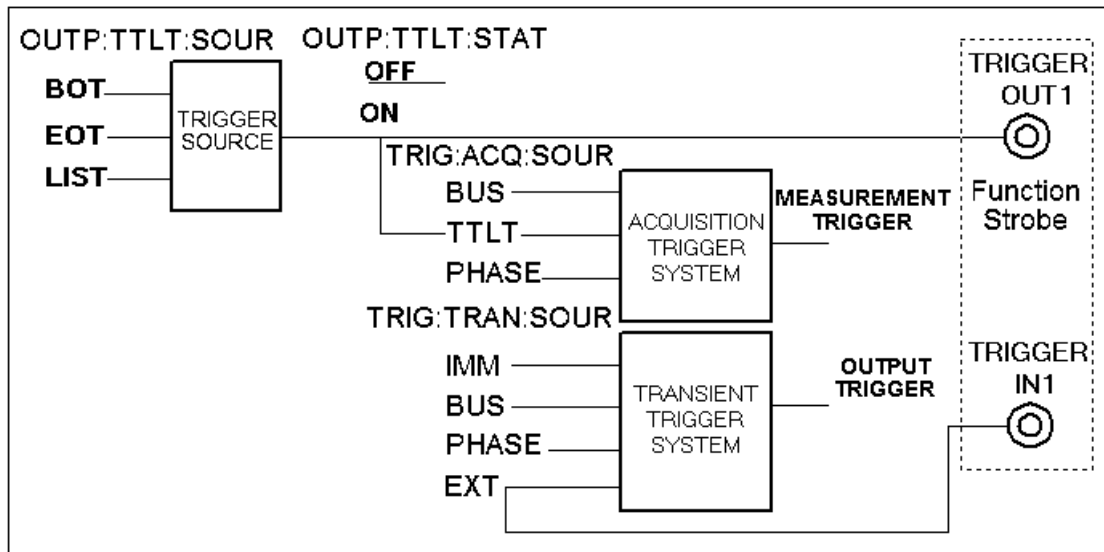 OUTP:TTLT:SOUR
OUTP:TTLT:STAT
BOT
EOT
LIST
TRIGGER
SOURCE
OFF
ON
TRIGGER
OUT1
Function
Strobe
TRIG:ACQ:SOUR
BUS
TTLT
PHASE
ACQUISITION
TRIGGER
SYSTEM
MEASUREMENT
TRIGGER
TRIG:TRAN:SOUR
IMM
BUS
PHASE
EXT
TRANSIENT
TRIGGER
SYSTEM
OUTPUT
TRIGGER
TRIGGER
IN1